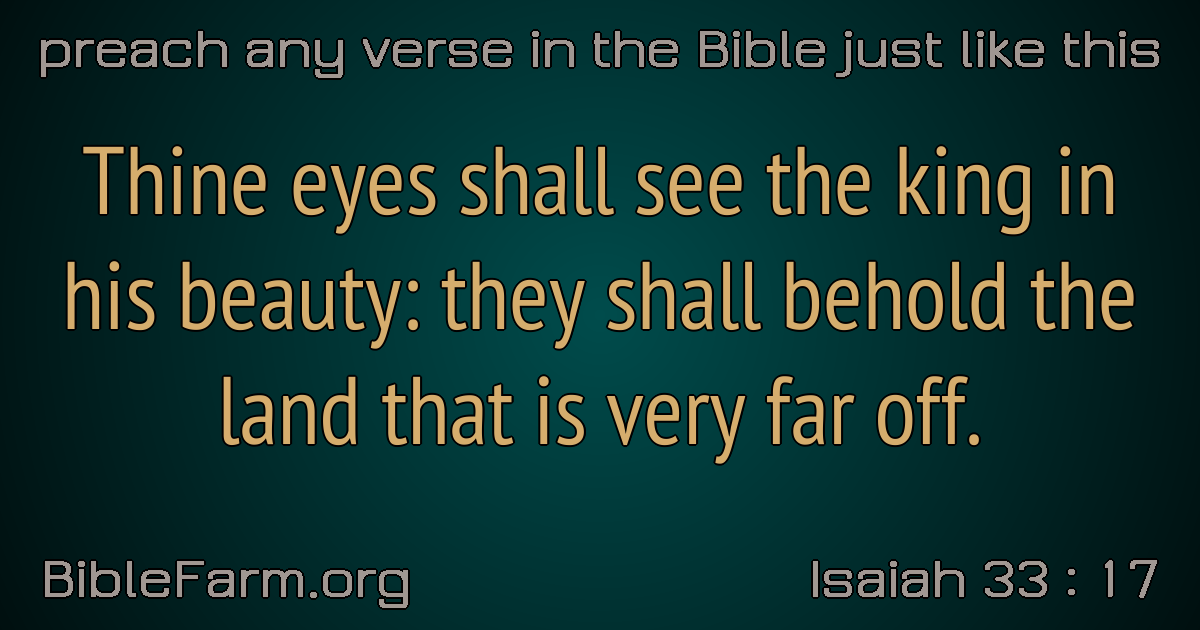 preach any verse in the Bible just like this
Thine eyes shall see the king in
his beauty: they shall behold the
land that is very far off.
BibleFarm.org
Isaiah 33 : 17